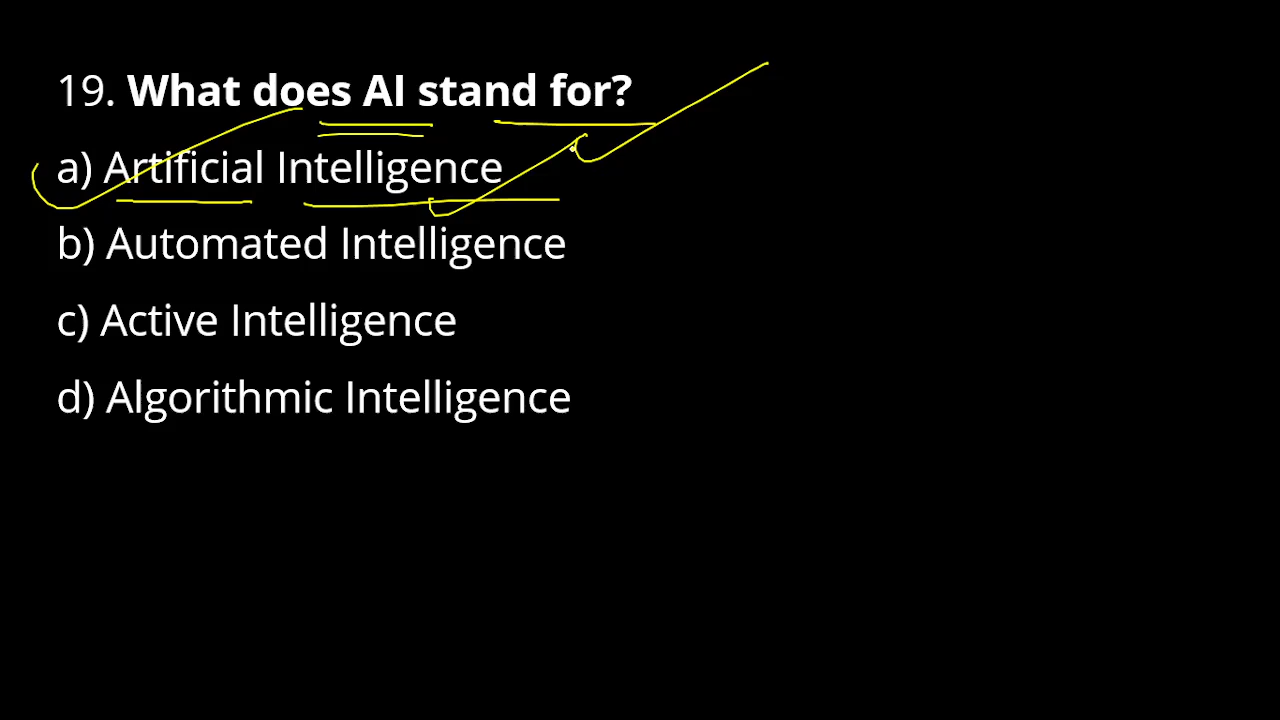 19. What does AI stand for?
a) Artificial Intelligence
b) Automated Intelligence
c) Active Intelligence
d) Algorithmic Intelligence